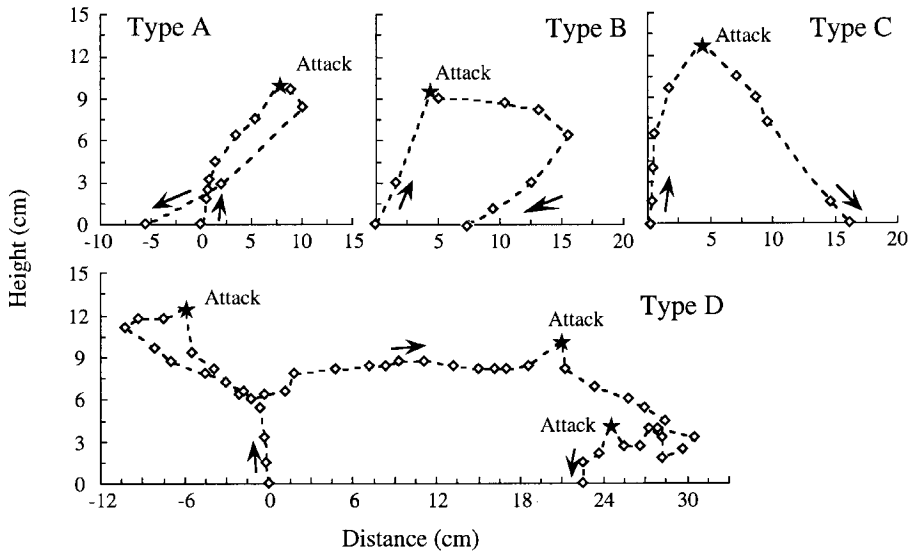 15
12
9
6
3
0
Type A
Attack
-10 -5 0 5 10 15
Type B
Attack
5 10 15 20
Type C
Attack
5 10 15 20
Height (cm)
15
12
9
6
3
0
Type D
Attack
Attack
Attack
-12 -6 0 6 12 18 24 30
Distance (cm)